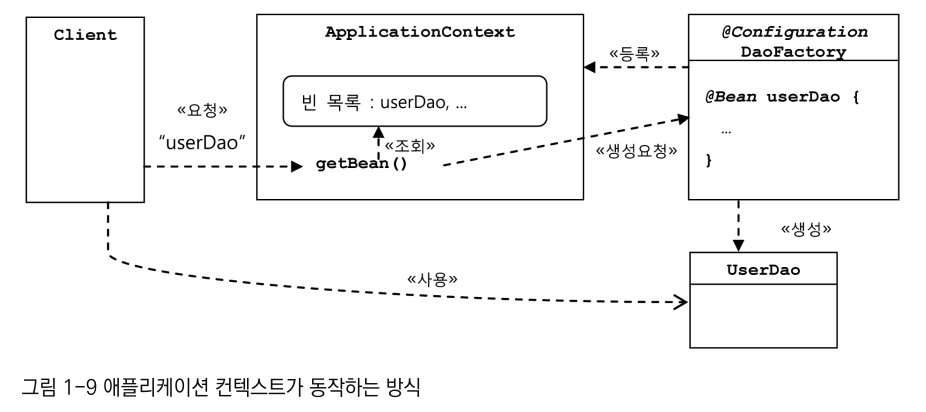 Client
ApplicationContext
@Configuration
DaoFactory
«등록»
빈 목록 : userDao, ...
@Bean userDao {
...
}
«요청»
“userDao”
«조회»
getBean()
«생성요청»
«생성»
UserDao
«사용»
그림 1-9 애플리케이션 컨텍스트가 동작하는 방식